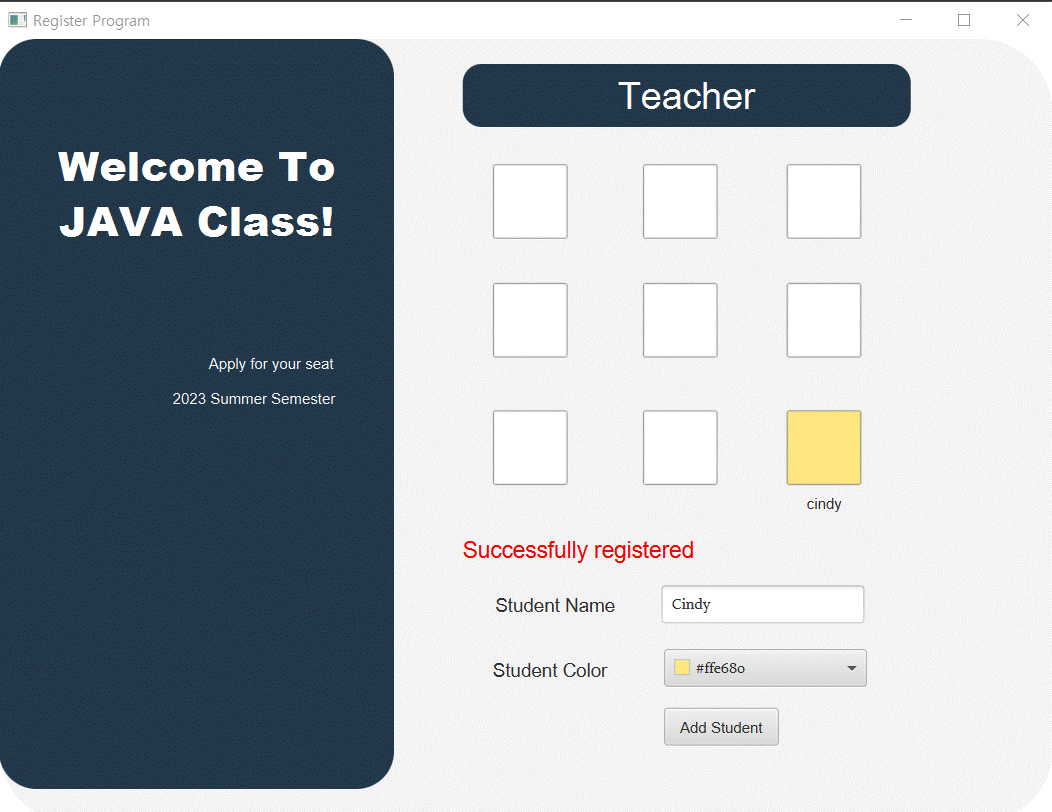 Register Program
Welcome To
JAVA Class!
Apply for your seat
2023 Summer Semester
Teacher
cindy
Successfully registered
Student Name
Cindy
Student Color
#ffe680
Add Student